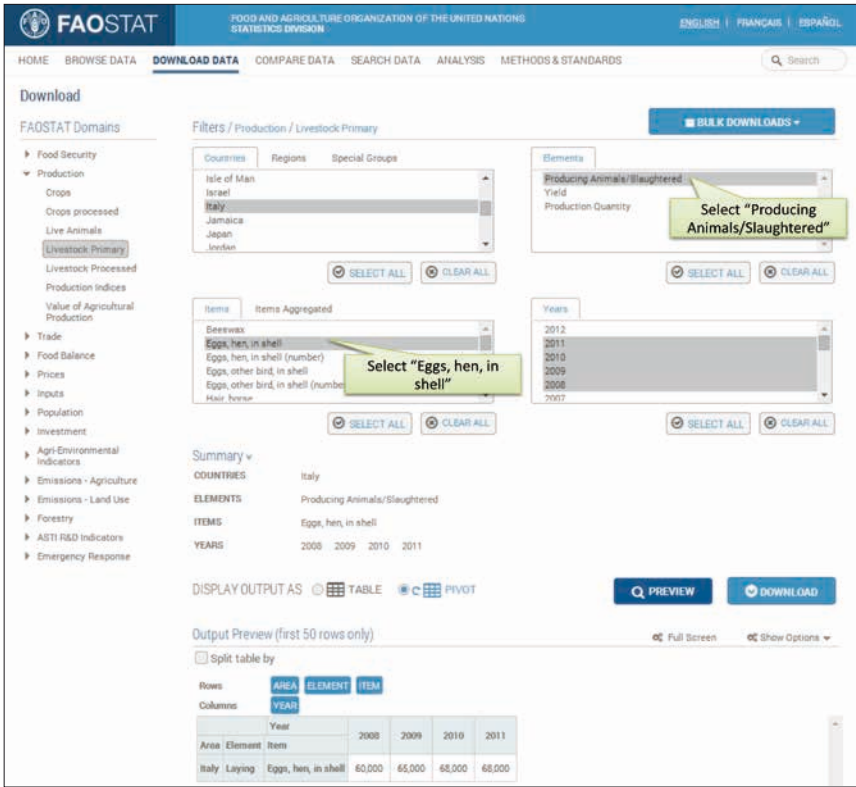 FAOSTAT
FOOD AND AGRICULTURE ORGANIZATION OF THE UNITED NATIONS
STATISTICS DIVISION
ENGLISH | FRANÇAIS | ESPAÑOL
HOME BROWSE DATA DOWNLOAD DATA COMPARE DATA SEARCH DATA ANALYSIS METHODS & STANDARDS
Search
Download
FAOSTAT Domains
Food Security
Production
Crops
Crops processed
Live Animals
Livestock Primary
Livestock Processed
Production Indices
Value of Agricultural
Production
Trade
Food Balance
Prices
Inputs
Population
Investment
Agri-Environmental
Indicators
Emissions - Agriculture
Emissions - Land Use
Forestry
ASTI R&D Indicators
Emergency Response
Filters / Production / Livestock Primary
BULK DOWNLOADS
Countries Regions Special Groups
Isle of Man
Israel
Italy
Jamaica
Japan
Jordan
SELECT ALL CLEAR ALL
Elements
Producing Animals/Slaughtered
Yield
Production Quantity
Select “Producing
Animals/Slaughtered”
SELECT ALL CLEAR ALL
Items Items Aggregated
Beeswax
Eggs, hen, in shell
Eggs, hen, in shell (number)
Eggs, other bird, in shell
Eggs, other bird, in shell (numbe
Hair, horse
Select “Eggs, hen, in
shell”
SELECT ALL CLEAR ALL
Years
2012
2011
2010
2009
2008
2007
SELECT ALL CLEAR ALL
Summary
COUNTRIES Italy
ELEMENTS Producing Animals/Slaughtered
ITEMS Eggs, hen, in shell
YEARS 2008 2009 2010 2011
DISPLAY OUTPUT AS TABLE PIVOT
PREVIEW DOWNLOAD
Output Preview (first 50 rows only)
Full Screen Show Options
Split table by
Rows AREA ELEMENT ITEM
Columns YEAR
Year 2008 2009 2010 2011
Area Element Item
Italy Laying Eggs, hen, in shell 60,000 65,000 68,000 68,000